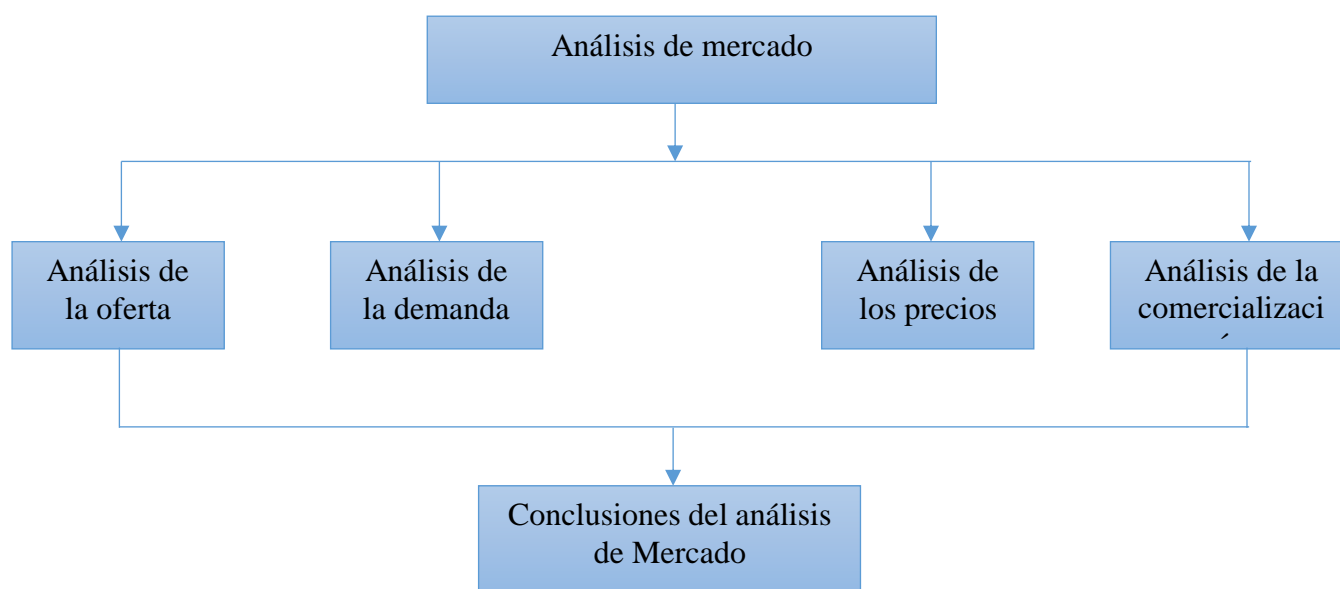 Análisis de mercado
Análisis de
la oferta
Análisis de
la demanda
Análisis de
los precios
Análisis de la
comercializaci
Conclusiones del análisis
de Mercado